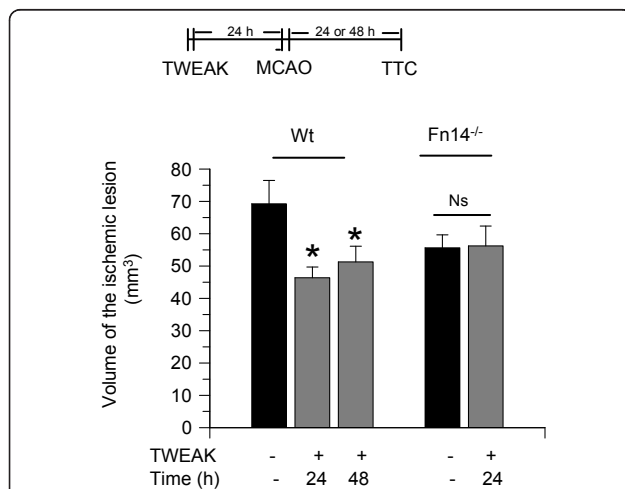 24 h 24 or 48 h
TWEAK MCAO TTC
Wt Fn14-/-
Volume of the ischemic lesion
(mm³)
80
70
60
50
40
30
20
10
0
* *
Ns
TWEAK - + + - +
Time (h) - 24 48 - 24